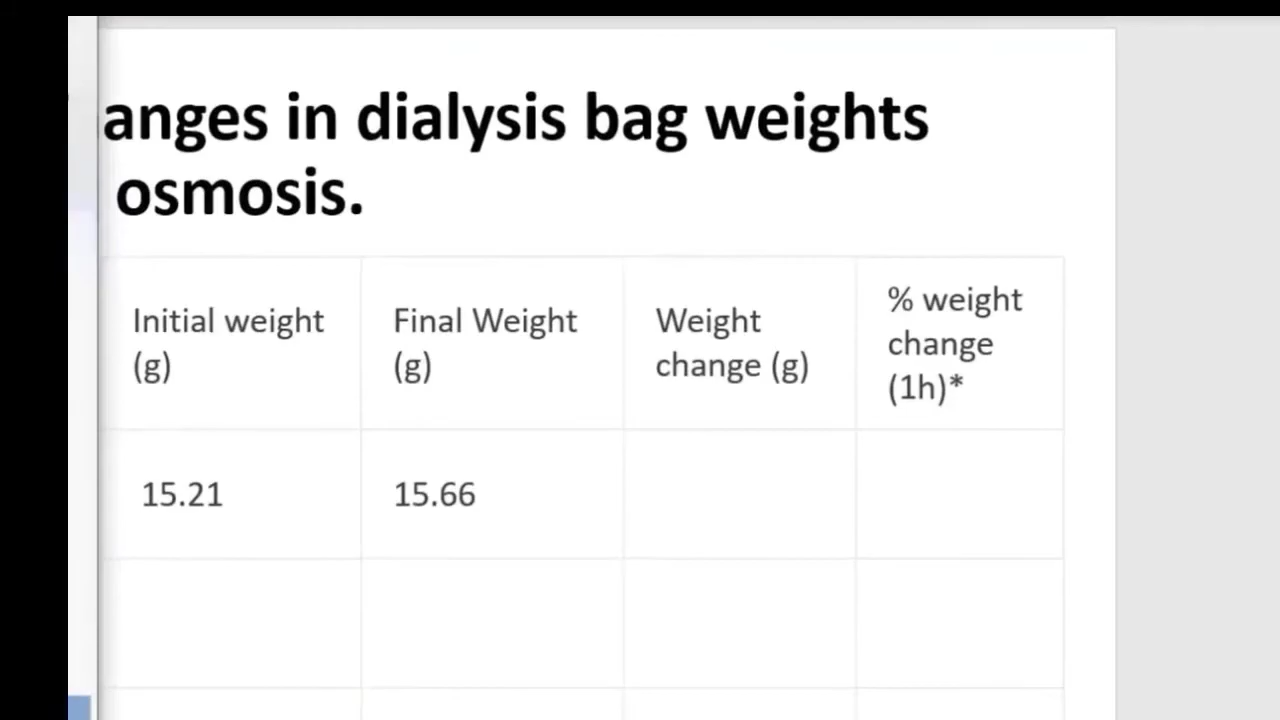 anges in dialysis bag weights
osmosis.
Initial weight (g)
Final Weight (g)
Weight change (g)
% weight change (1h)*
15.21
15.66